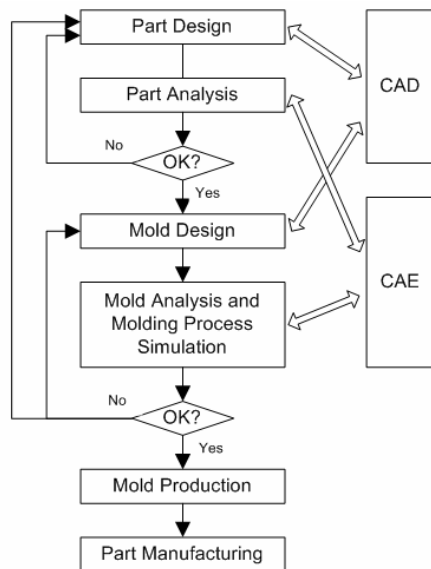 Part Design
CAD
Part Analysis
No
OK?
Yes
Mold Design
CAE
Mold Analysis and
Molding Process
Simulation
No
OK?
Yes
Mold Production
Part Manufacturing